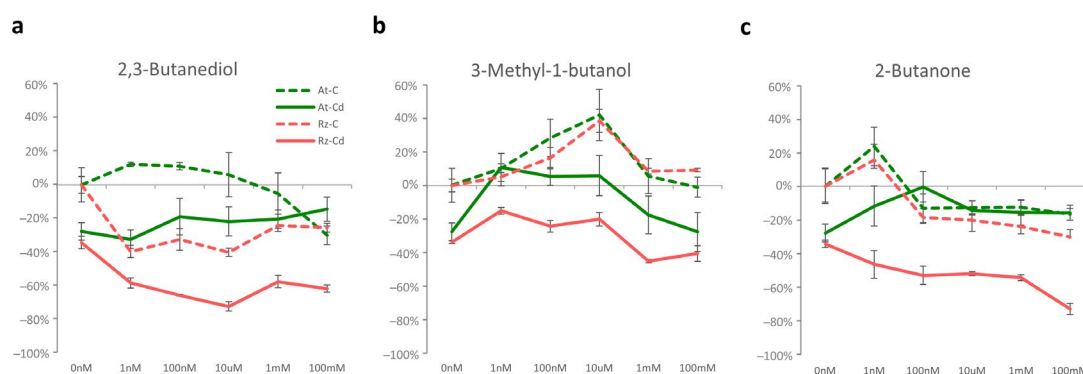 a
b
c
2,3-Butanediol
3-Methyl-1-butanol
2-Butanone
60%
40%
20%
0%
–20%
–40%
–60%
–80%
–100%
At-C
At-Cd
Rz-C
Rz-Cd
0nM 1nM 100nM 10uM 1mM 100mM
60%
40%
20%
0%
–20%
–40%
–60%
–80%
–100%
0nM 1nM 100nM 10uM 1mM 100mM
60%
40%
20%
0%
–20%
–40%
–60%
–80%
–100%
0nM 1nM 100nM 10uM 1mM 100mM